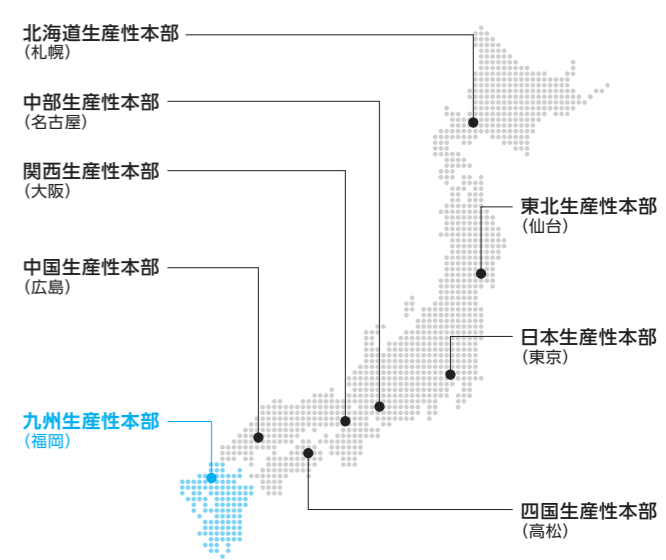 北海道生産性本部
（札幌）
中部生産性本部
（名古屋）
関西生産性本部
（大阪）
中国生産性本部
（広島）
九州生産性本部
（福岡）
東北生産性本部
（仙台）
日本生産性本部
（東京）
四国生産性本部
（高松）